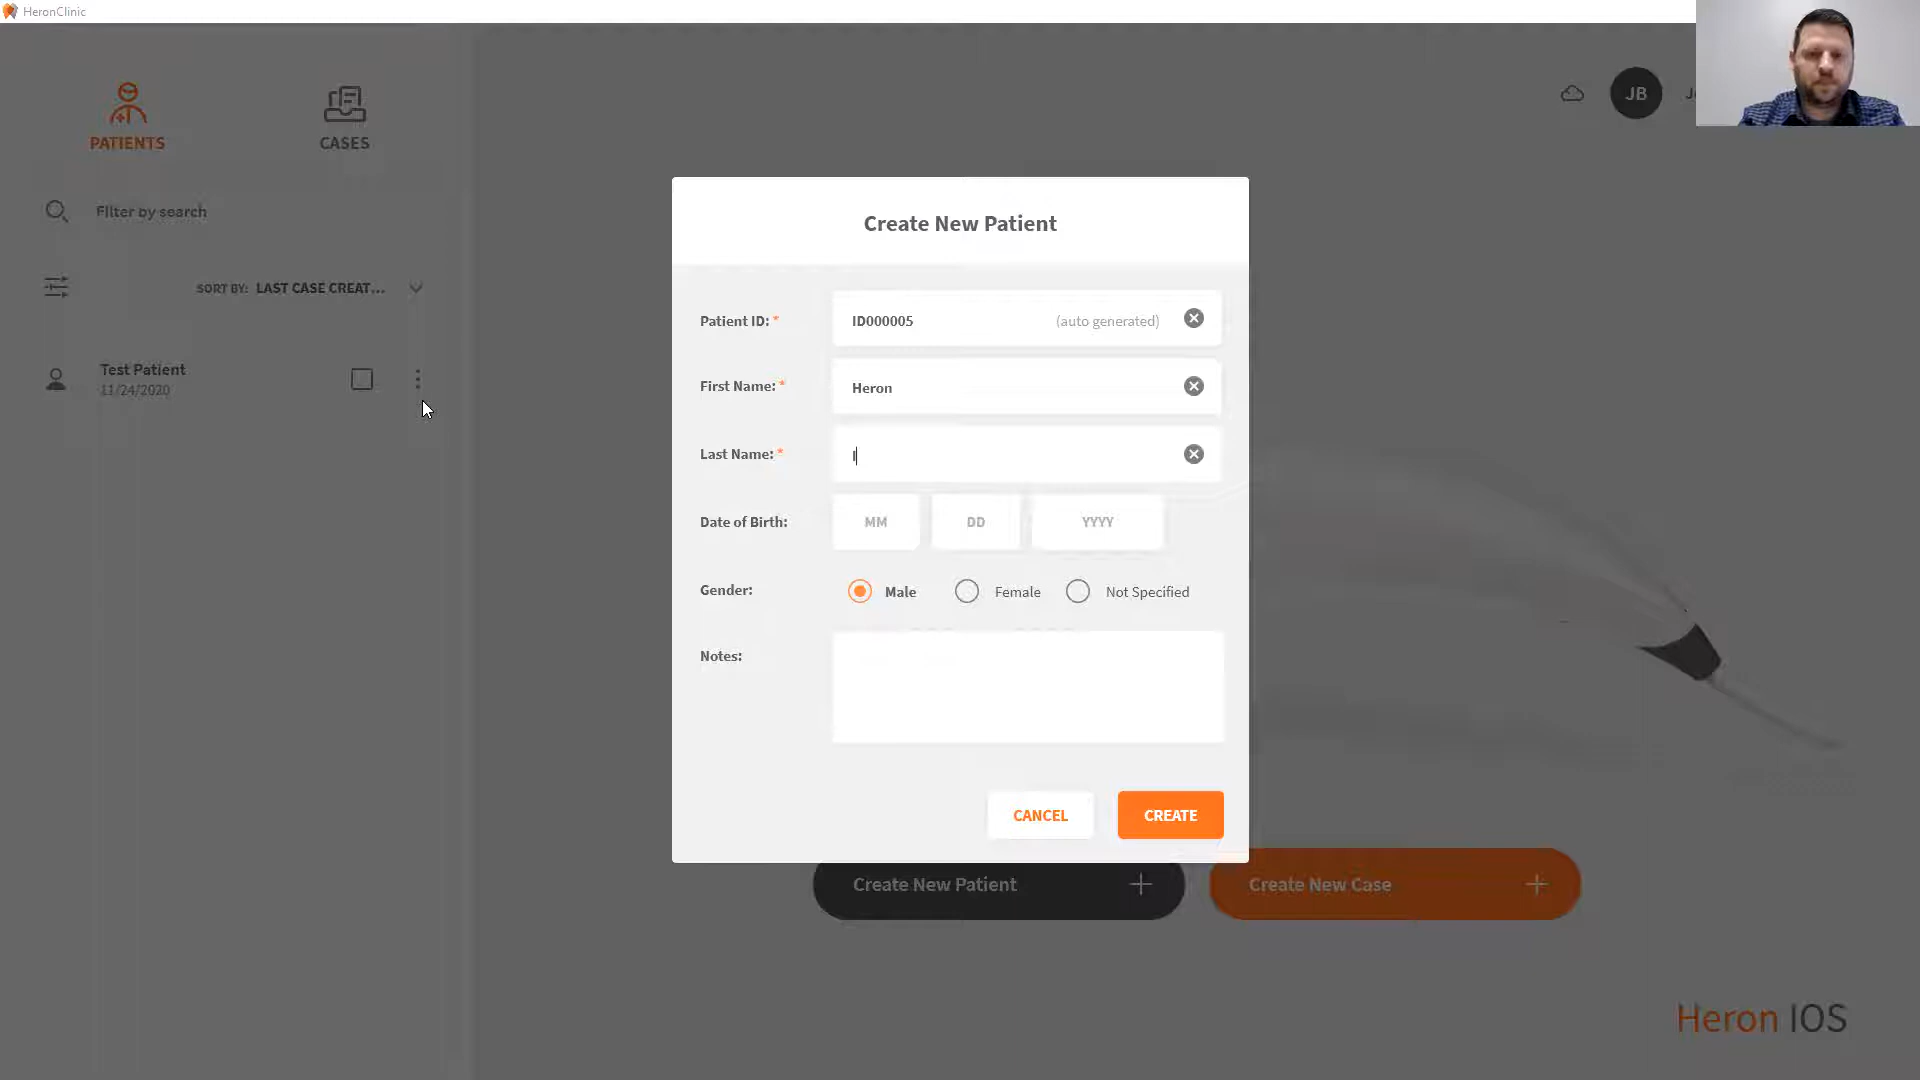 HeronClinic
PATIENTS
CASES
JB
Filter by search
SORT BY: LAST CASE CREAT...
Test Patient
11/24/2020
Create New Patient
Patient ID: *
ID000005
(auto generated)
First Name: *
Heron
Last Name: *
I
Date of Birth:
MM
DD
YYYY
Gender:
Male
Female
Not Specified
Notes:
CANCEL
CREATE
Create New Patient
Create New Case
Heron IOS